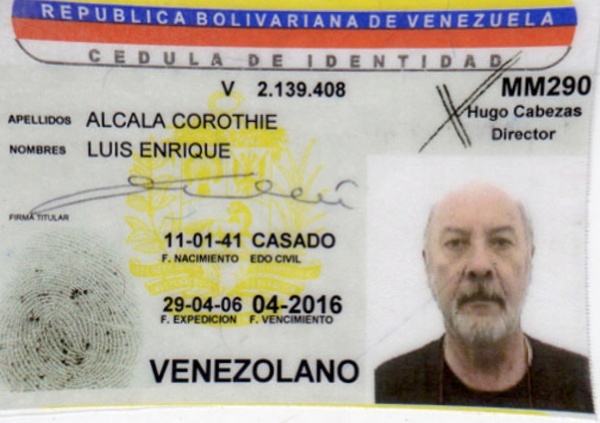 REPUBLICA BOLIVARIANA DE VENEZUELA
CEDULA DE IDENTIDAD
V 2.139.408
MM290
Hugo Cabezas
Director
APELLIDOS ALCALA COROTHIE
NOMBRES LUIS ENRIQUE
FIRMA TITULAR
11-01-41 CASADO
F. NACIMIENTO EDO CIVIL
29-04-06 04-2016
F. EXPEDICION F. VENCIMIENTO
VENEZOLANO